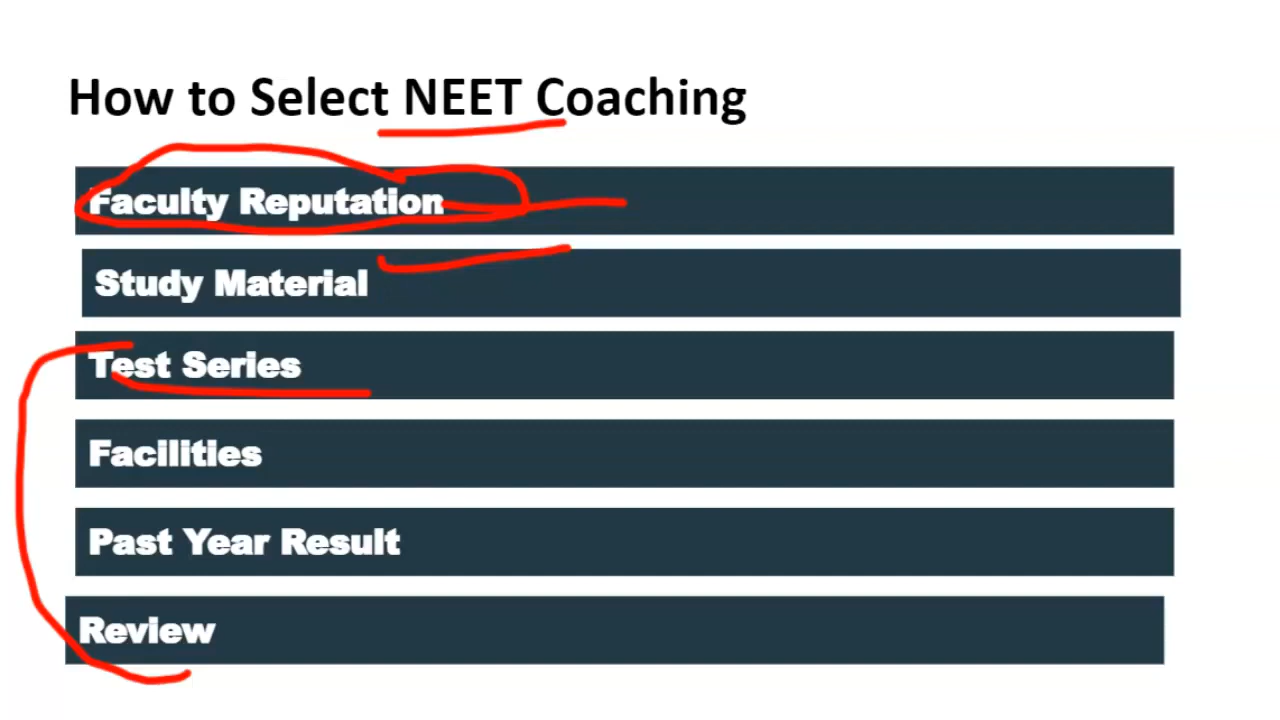 How to Select NEET Coaching
Faculty Reputation
Study Material
Test Series
Facilities
Past Year Result
Review